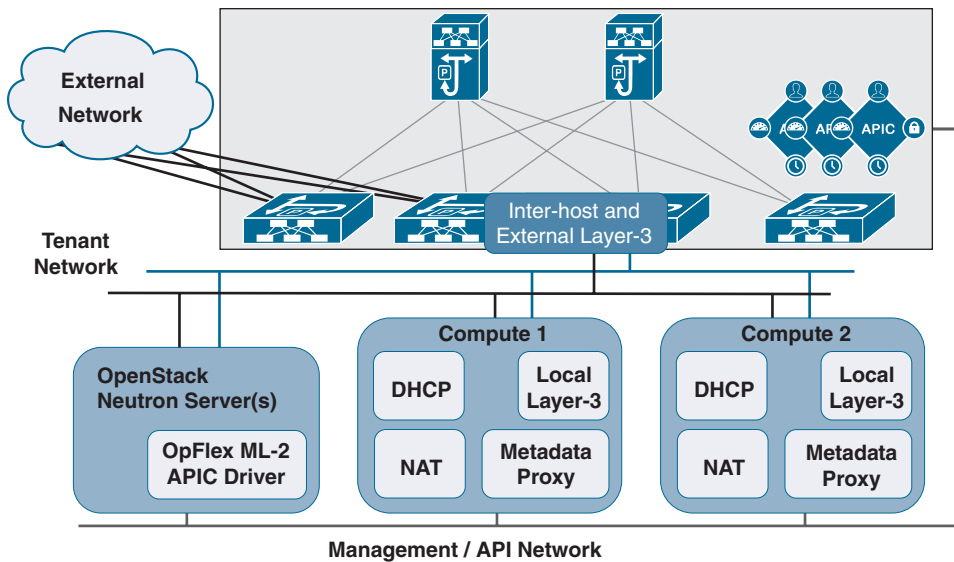 External
Network
P
P
APIC
Inter-host and
External Layer-3
Tenant
Network
Compute 1
Compute 2
OpenStack
Neutron Server(s)
OpFlex ML-2
APIC Driver
DHCP
Local
Layer-3
NAT
Metadata
Proxy
DHCP
Local
Layer-3
NAT
Metadata
Proxy
Management / API Network